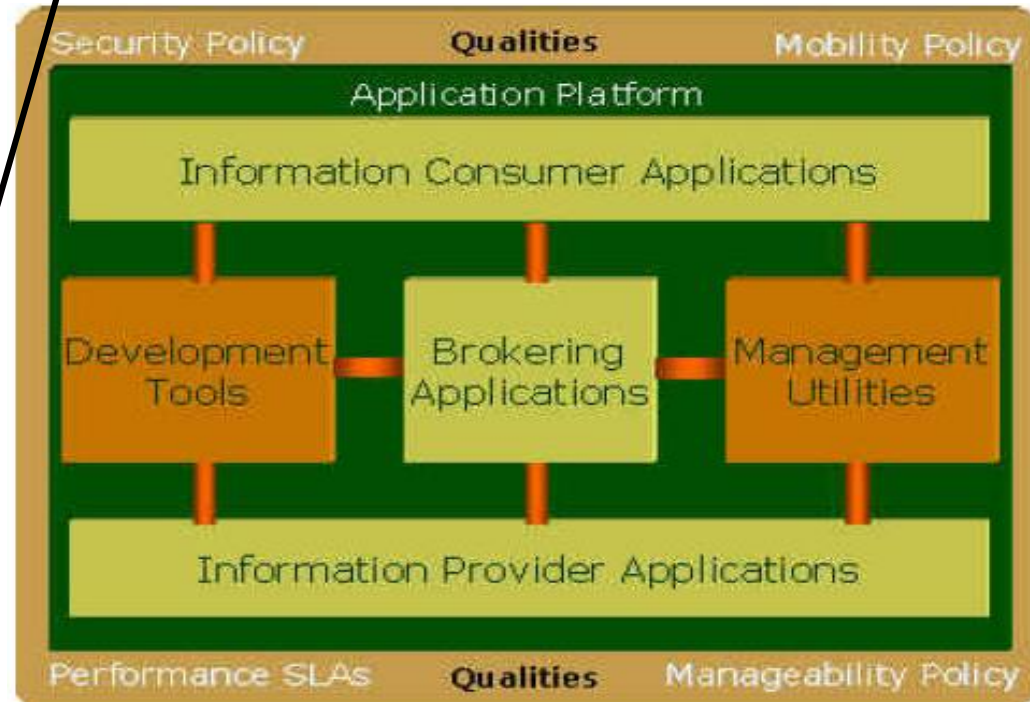 Security Policy Qualities Mobility Policy
Application Platform
Information Consumer Applications
Development
Tools
Brokering
Applications
Management
Utilities
Information Provider Applications
Performance SLAs Qualities Manageability Policy